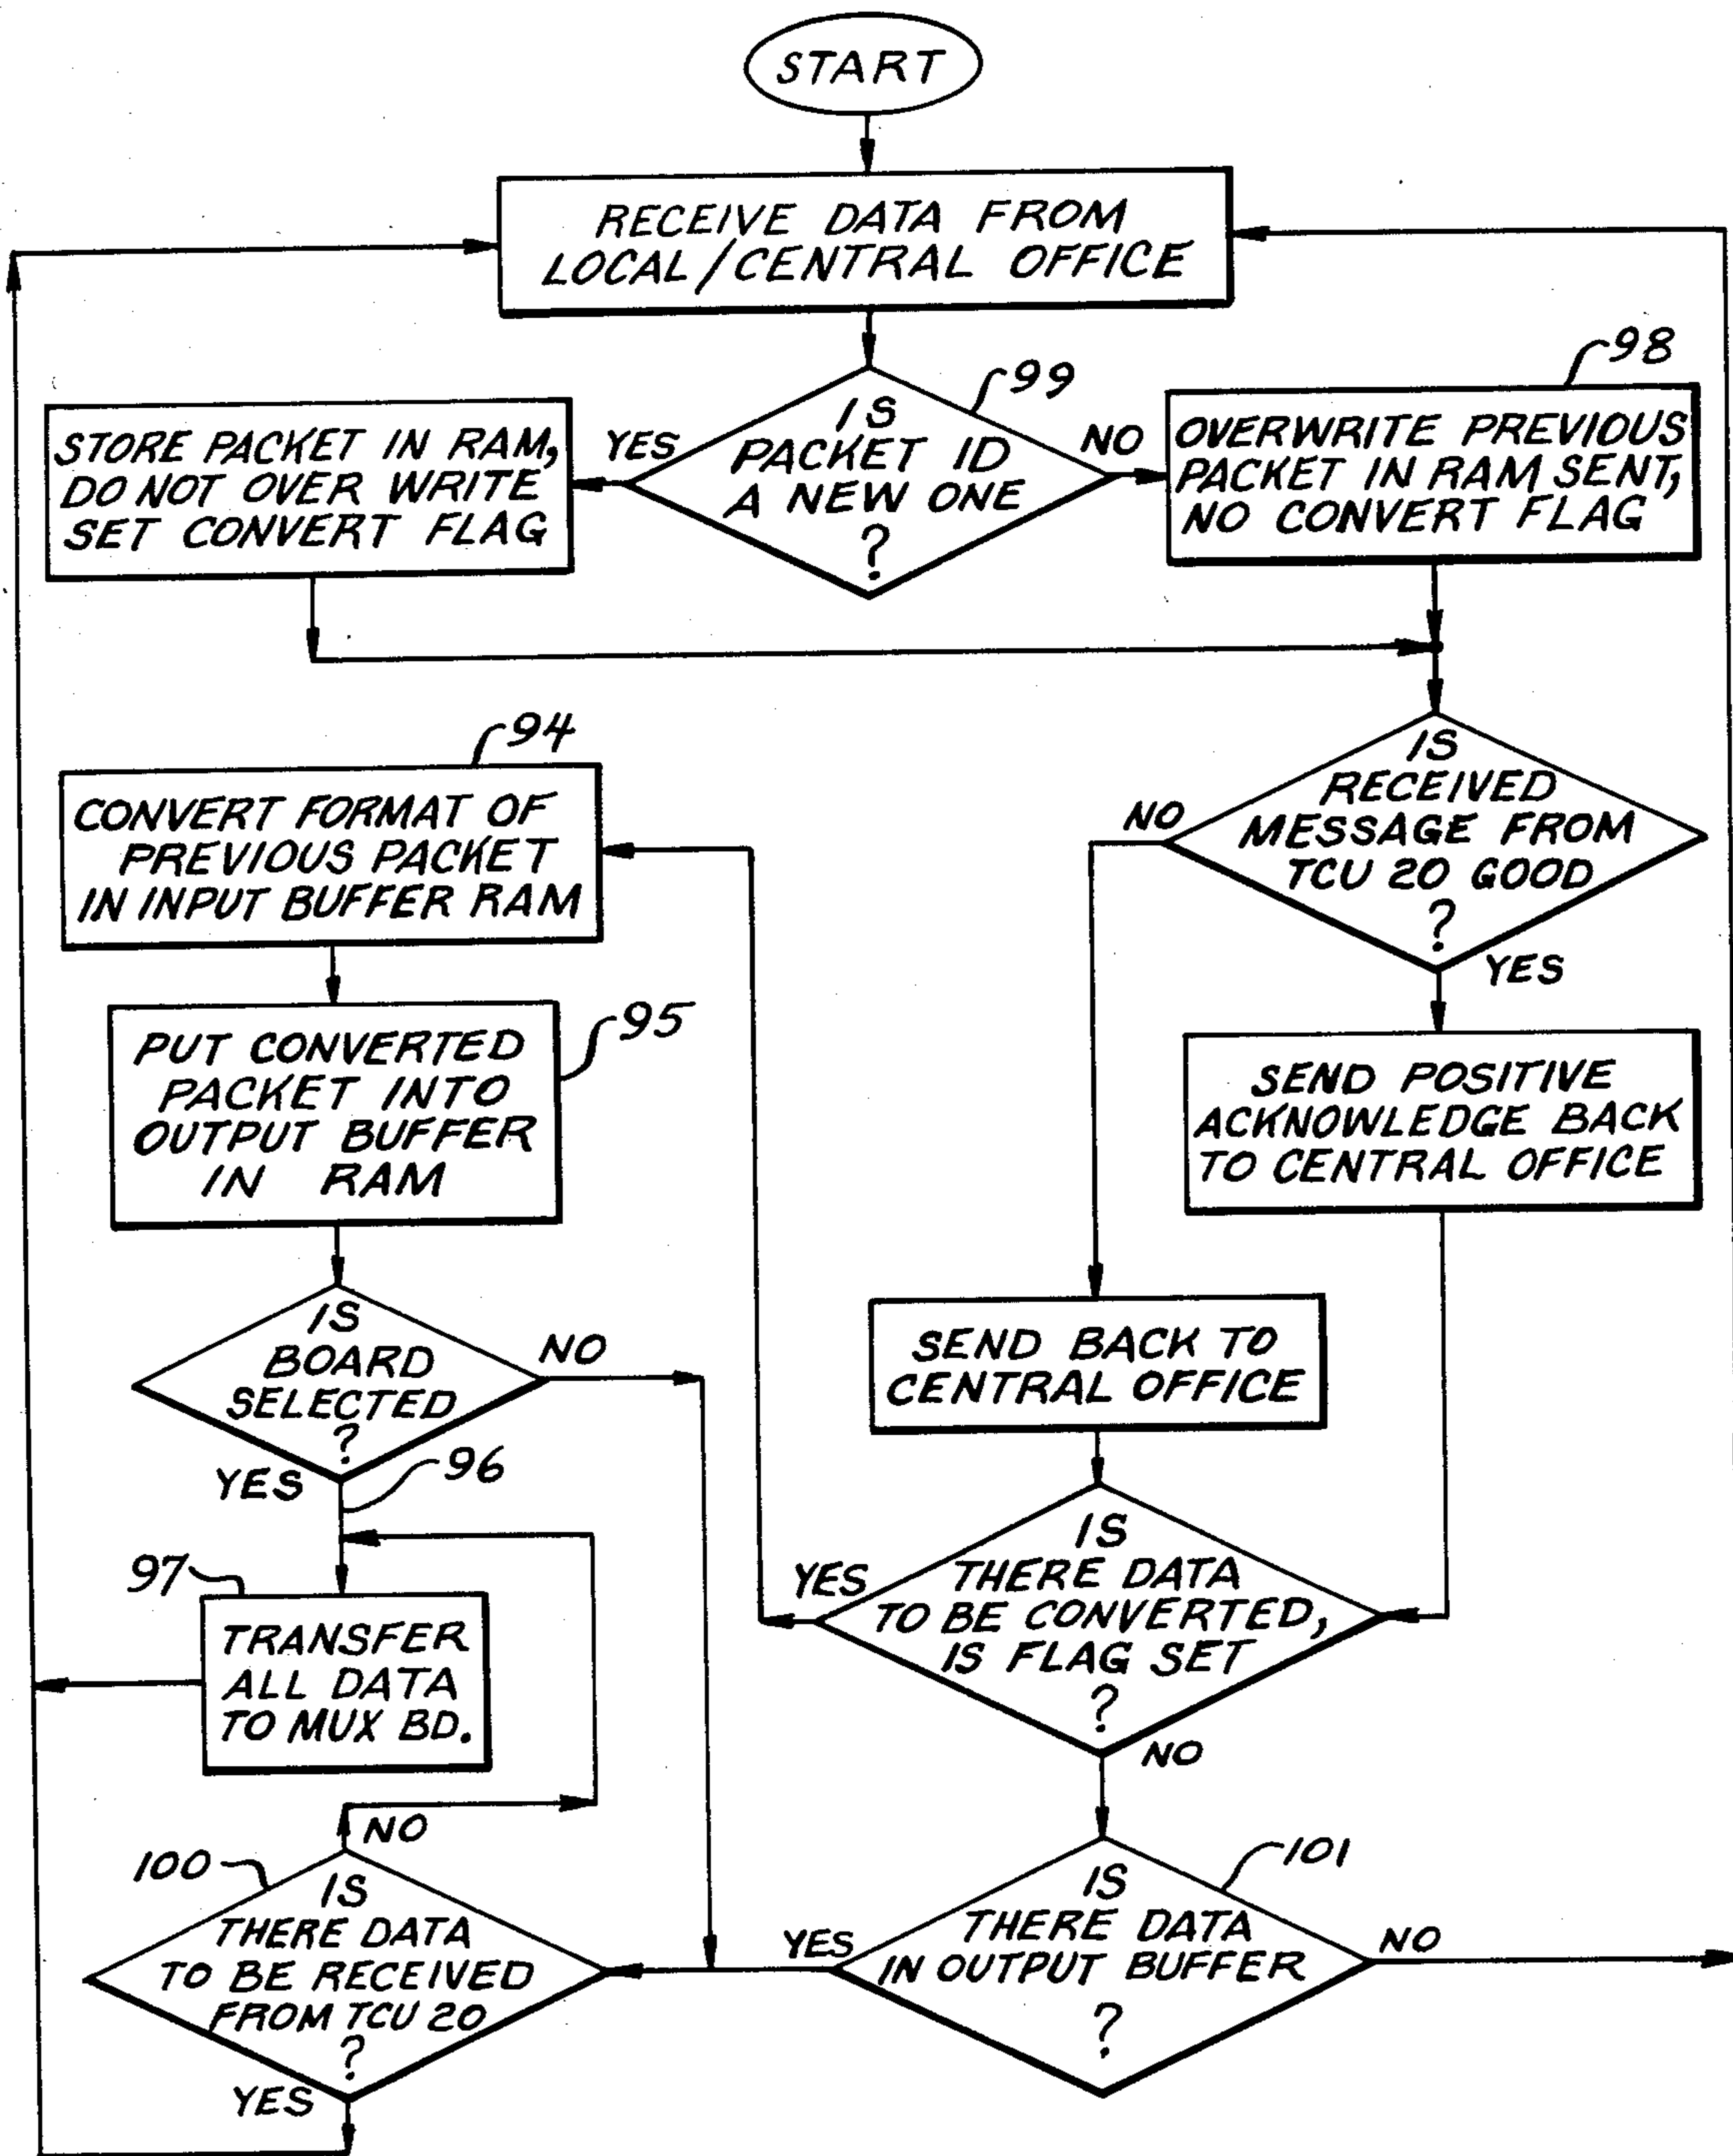 START
RECEIVE DATA FROM
LOCAL/CENTRAL OFFICE
98
99
STORE PACKET IN RAM,
DO NOT OVER WRITE
SET CONVERT FLAG
YES
IS
PACKET ID
A NEW ONE
?
NO
OVERWRITE PREVIOUS
PACKET IN RAM SENT,
NO CONVERT FLAG
94
CONVERT FORMAT OF
PREVIOUS PACKET
IN INPUT BUFFER RAM
NO
IS
RECEIVED
MESSAGE FROM
TCU 20 GOOD
?
YES
95
PUT CONVERTED
PACKET INTO
OUTPUT BUFFER
IN RAM
SEND POSITIVE
ACKNOWLEDGE BACK
TO CENTRAL OFFICE
IS
BOARD
SELECTED
?
NO
YES
96
SEND BACK TO
CENTRAL OFFICE
97
TRANSFER
ALL DATA
TO MUX BD.
YES
IS
THERE DATA
TO BE CONVERTED,
IS FLAG SET
?
NO
NO
100
IS
THERE DATA
TO BE RECEIVED
FROM TCU 20
?
YES
YES
101
IS
THERE DATA
IN OUTPUT BUFFER
?
NO